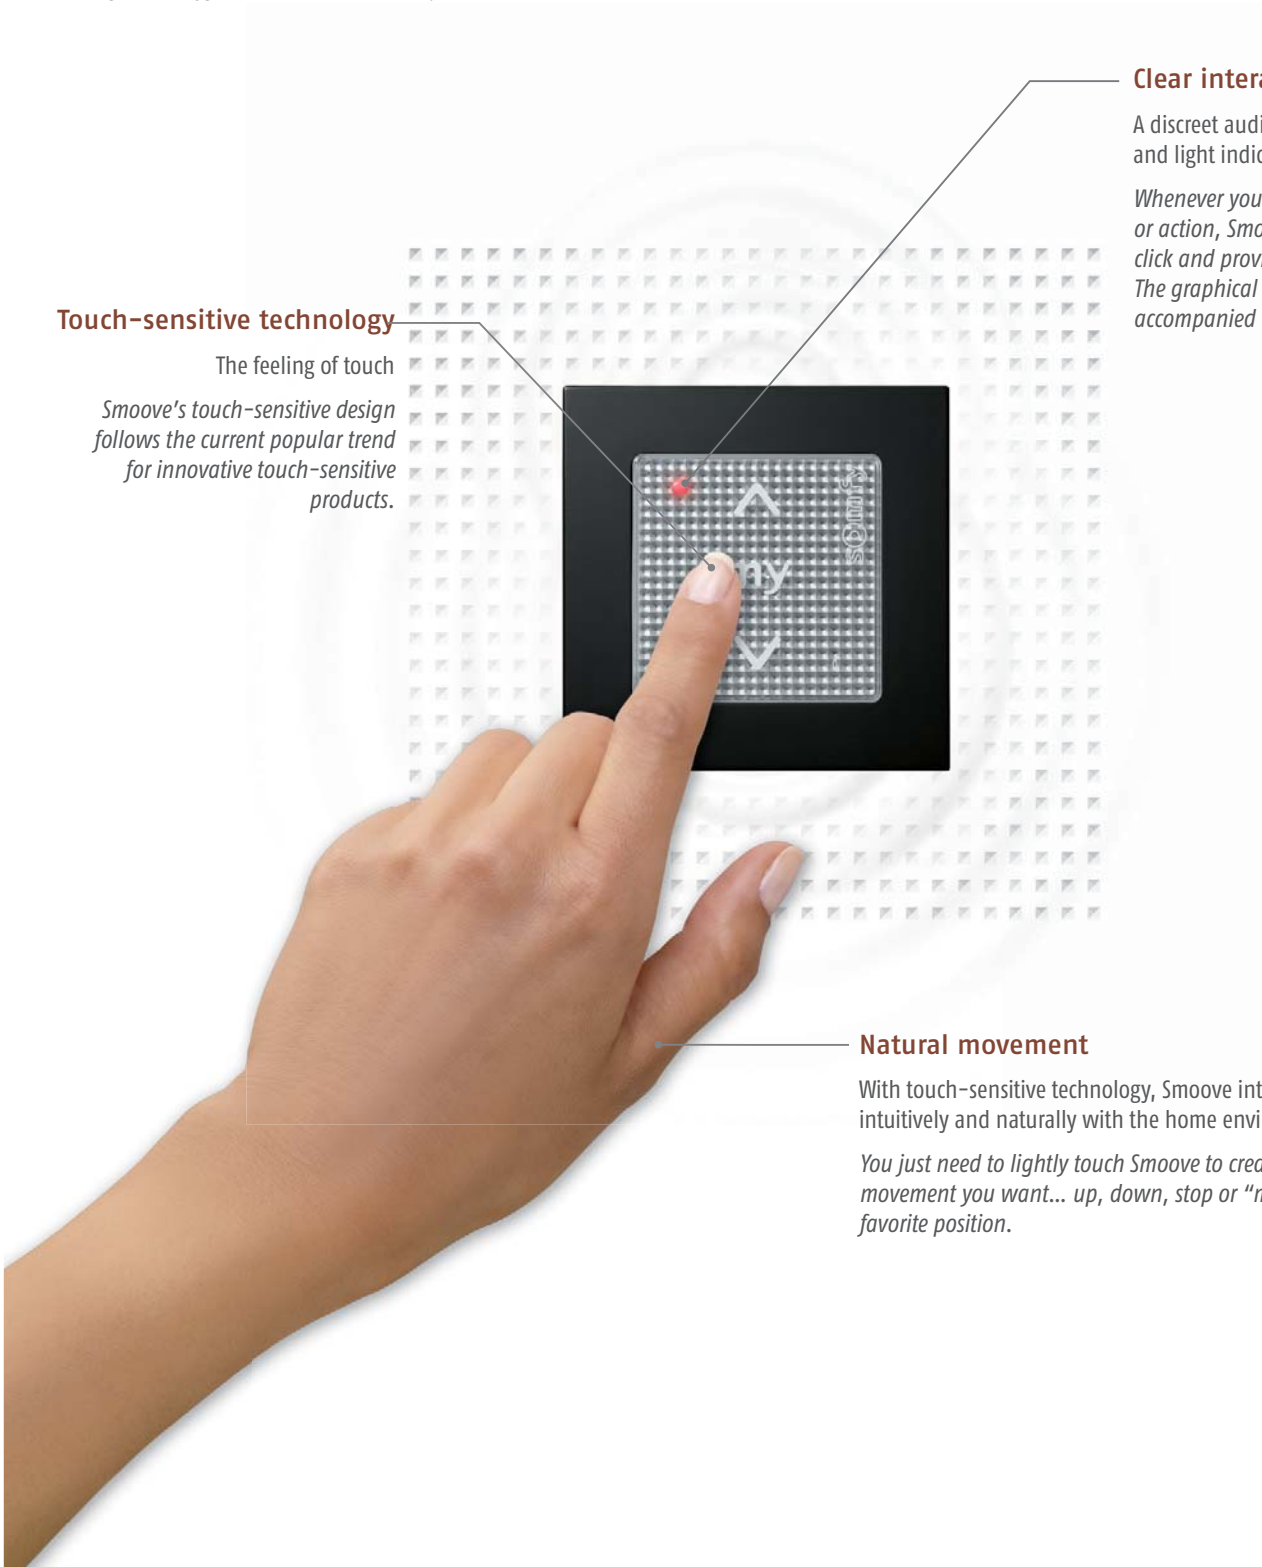 Clear inter
A discreet audi
and light indic
Whenever you
or action, Smo
click and prov
The graphical
accompanied
Touch-sensitive technology
The feeling of touch
Smoove's touch-sensitive design
follows the current popular trend
for innovative touch-sensitive
products.
somfy
my
Natural movement
With touch-sensitive technology, Smoove int
intuitively and naturally with the home envi
You just need to lightly touch Smoove to crea
movement you want... up, down, stop or “m
favorite position.